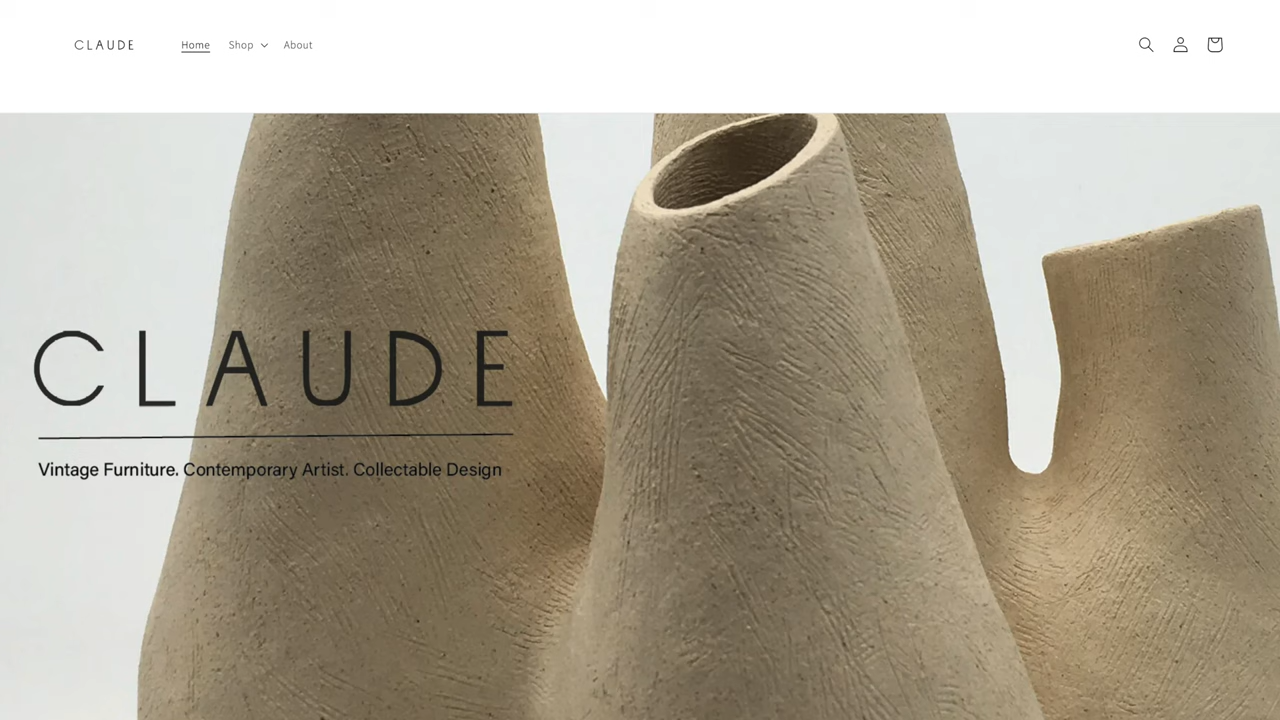 CLAUDE
Home Shop About
CLAUDE
Vintage Furniture. Contemporary Artist. Collectable Design